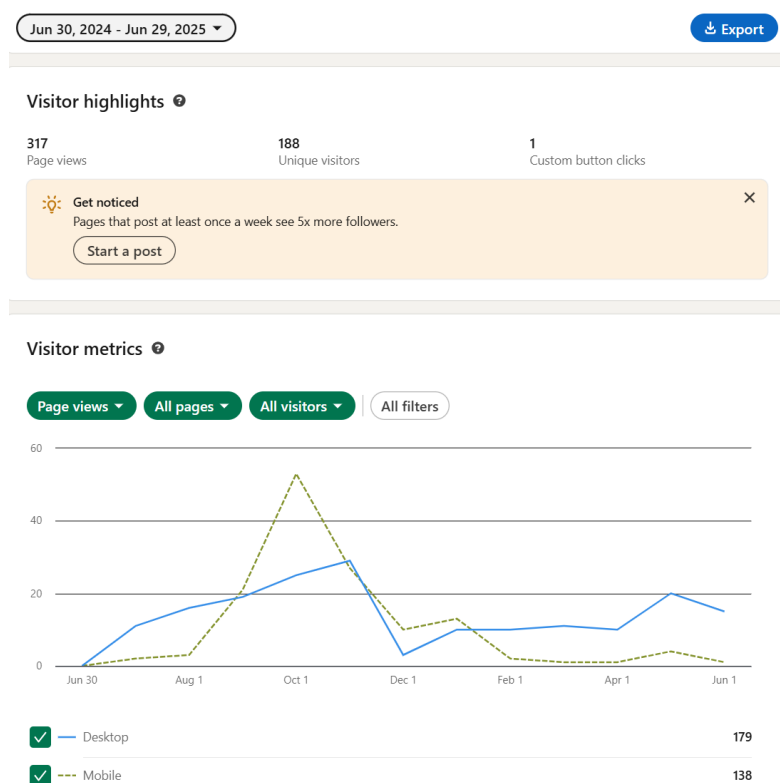 Jun 30, 2024 - Jun 29, 2025
Export
Visitor highlights
317
Page views
188
Unique visitors
1
Custom button clicks
Get noticed
Pages that post at least once a week see 5x more followers.
Start a post
Visitor metrics
Page views
All pages
All visitors
All filters
60
40
20
0
Jun 30
Aug 1
Oct 1
Dec 1
Feb 1
Apr 1
Jun 1
Desktop
179
Mobile
138